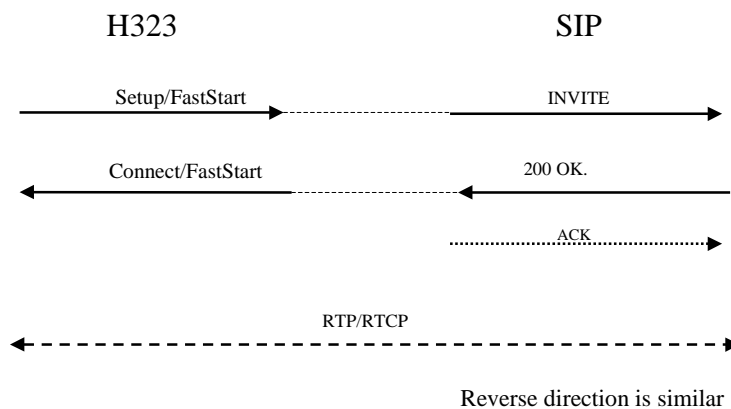 H323 SIP
Setup/FastStart INVITE
Connect/FastStart 200 OK.
ACK
RTP/RTCP
Reverse direction is similar